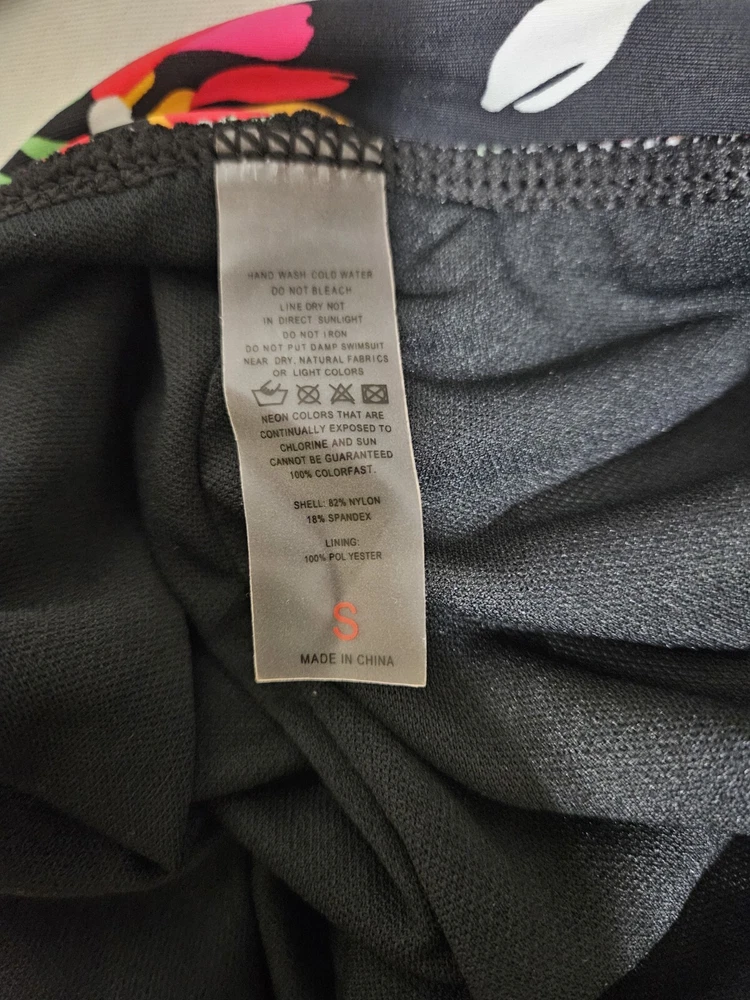 HAND WASH COLD WATER
DO NOT BLEACH
LINE DRY NOT
IN DIRECT SUNLIGHT
DO NOT IRON
DO NOT PUT DAMP SWIMSUIT
NEAR DRY, NATURAL FABRICS
OR LIGHT COLORS
NEON COLORS THAT ARE
CONTINUALLY EXPOSED TO
CHLORINE AND SUN
CANNOT BE GUARANTEED
100% COLORFAST.
SHELL: 82% NYLON
18% SPANDEX
LINING:
100% POLYESTER
S
MADE IN CHINA